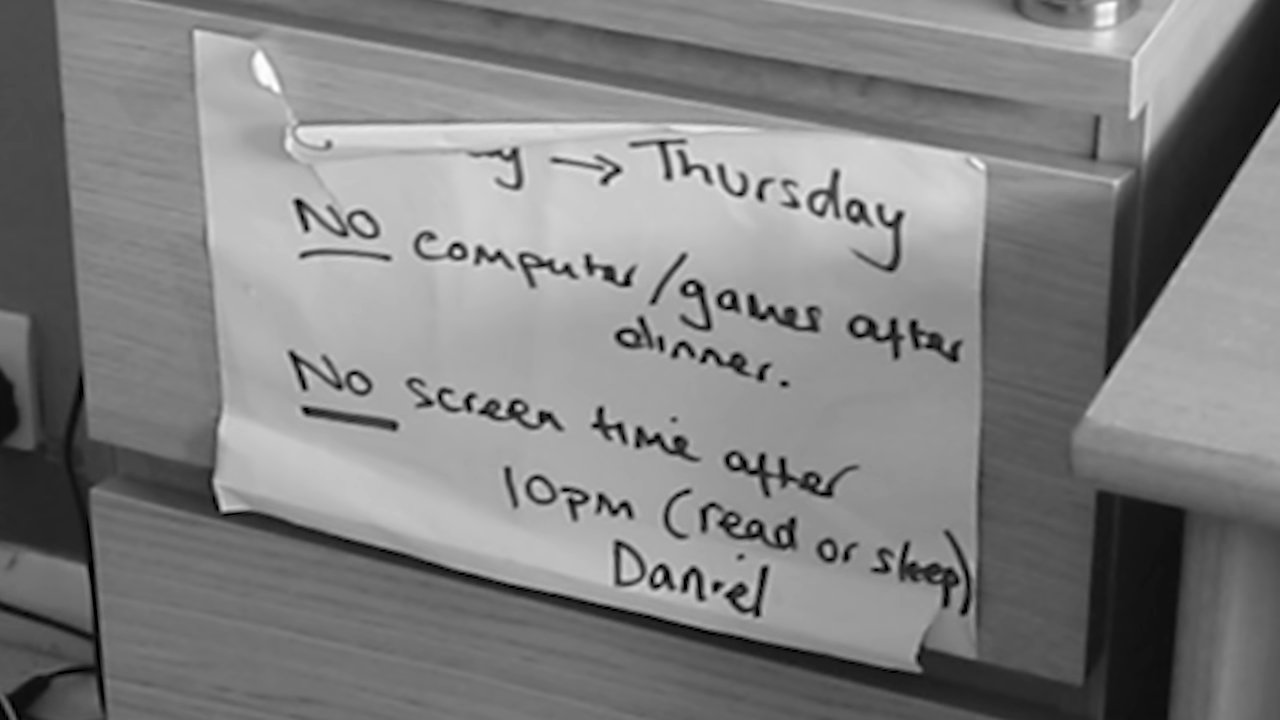 → Thursday
No computer/games after
dinner.
No screen time after
10pm (read or sleep)
Daniel